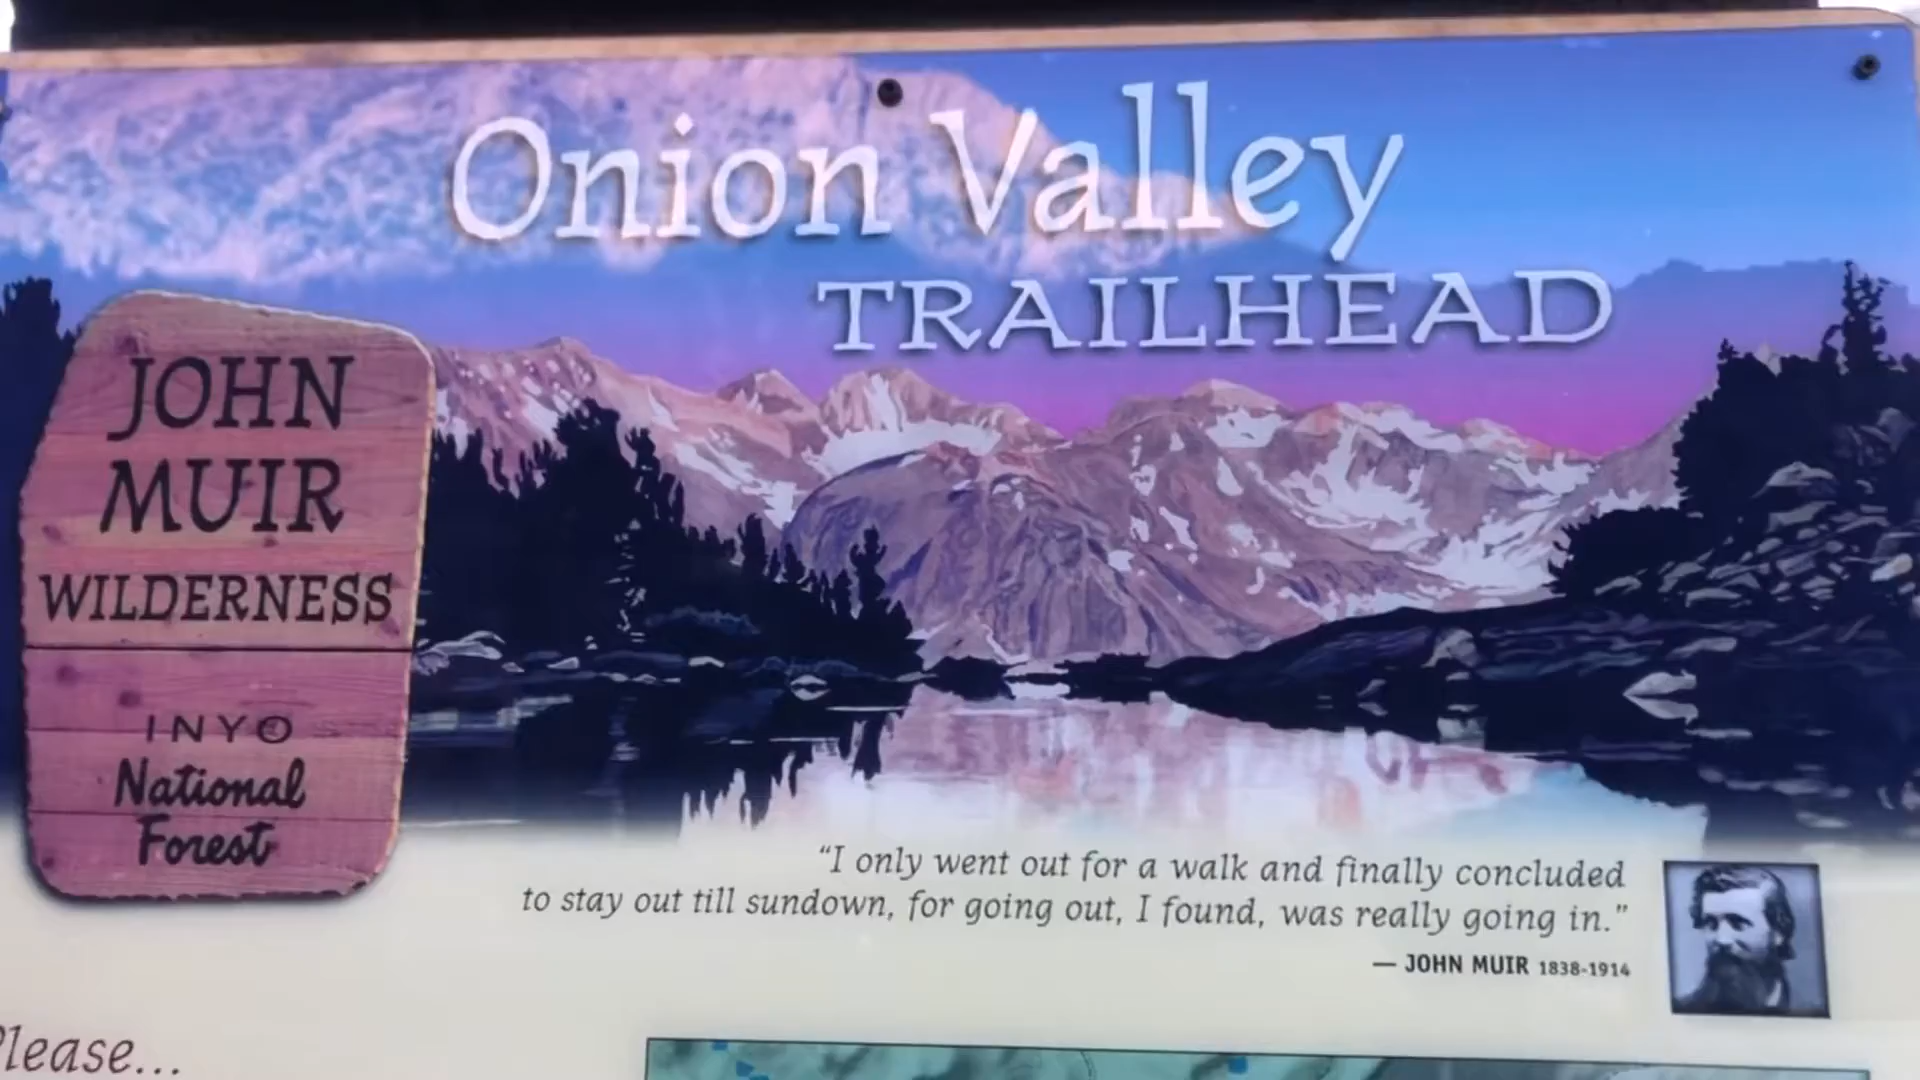 Onion Valley
TRAILHEAD
JOHN
MUIR
WILDERNESS
INYO
National
Forest
“I only went out for a walk and finally concluded
to stay out till sundown, for going out, I found, was really going in.”
— JOHN MUIR 1838-1914
Please...